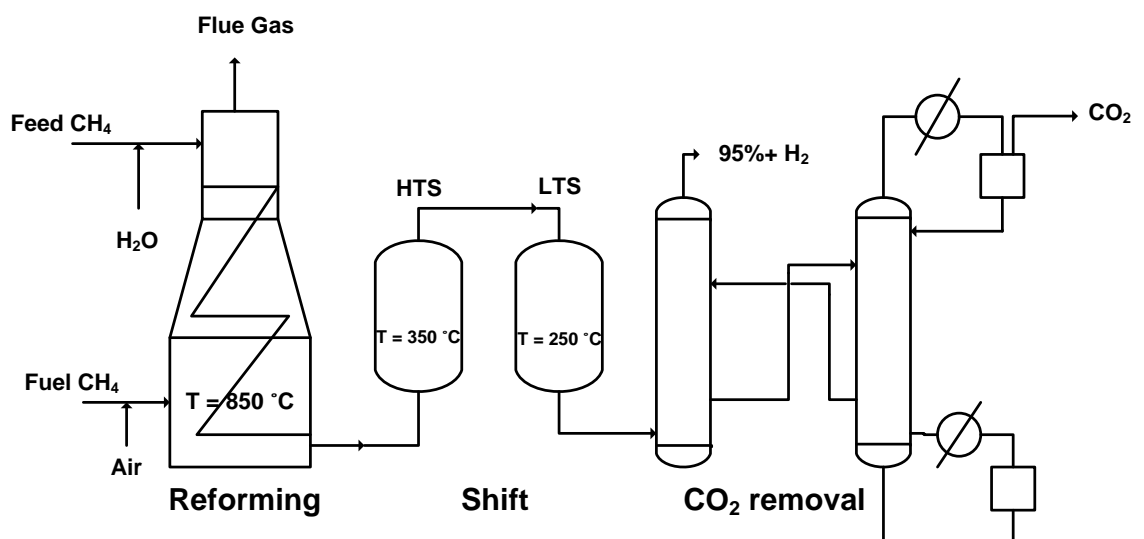 Flue Gas
Feed CH₄
H₂O
Fuel CH₄
Air
T = 850 °C
Reforming
HTS
LTS
T = 350 °C
T = 250 °C
Shift
95%+ H₂
CO₂
CO₂ removal